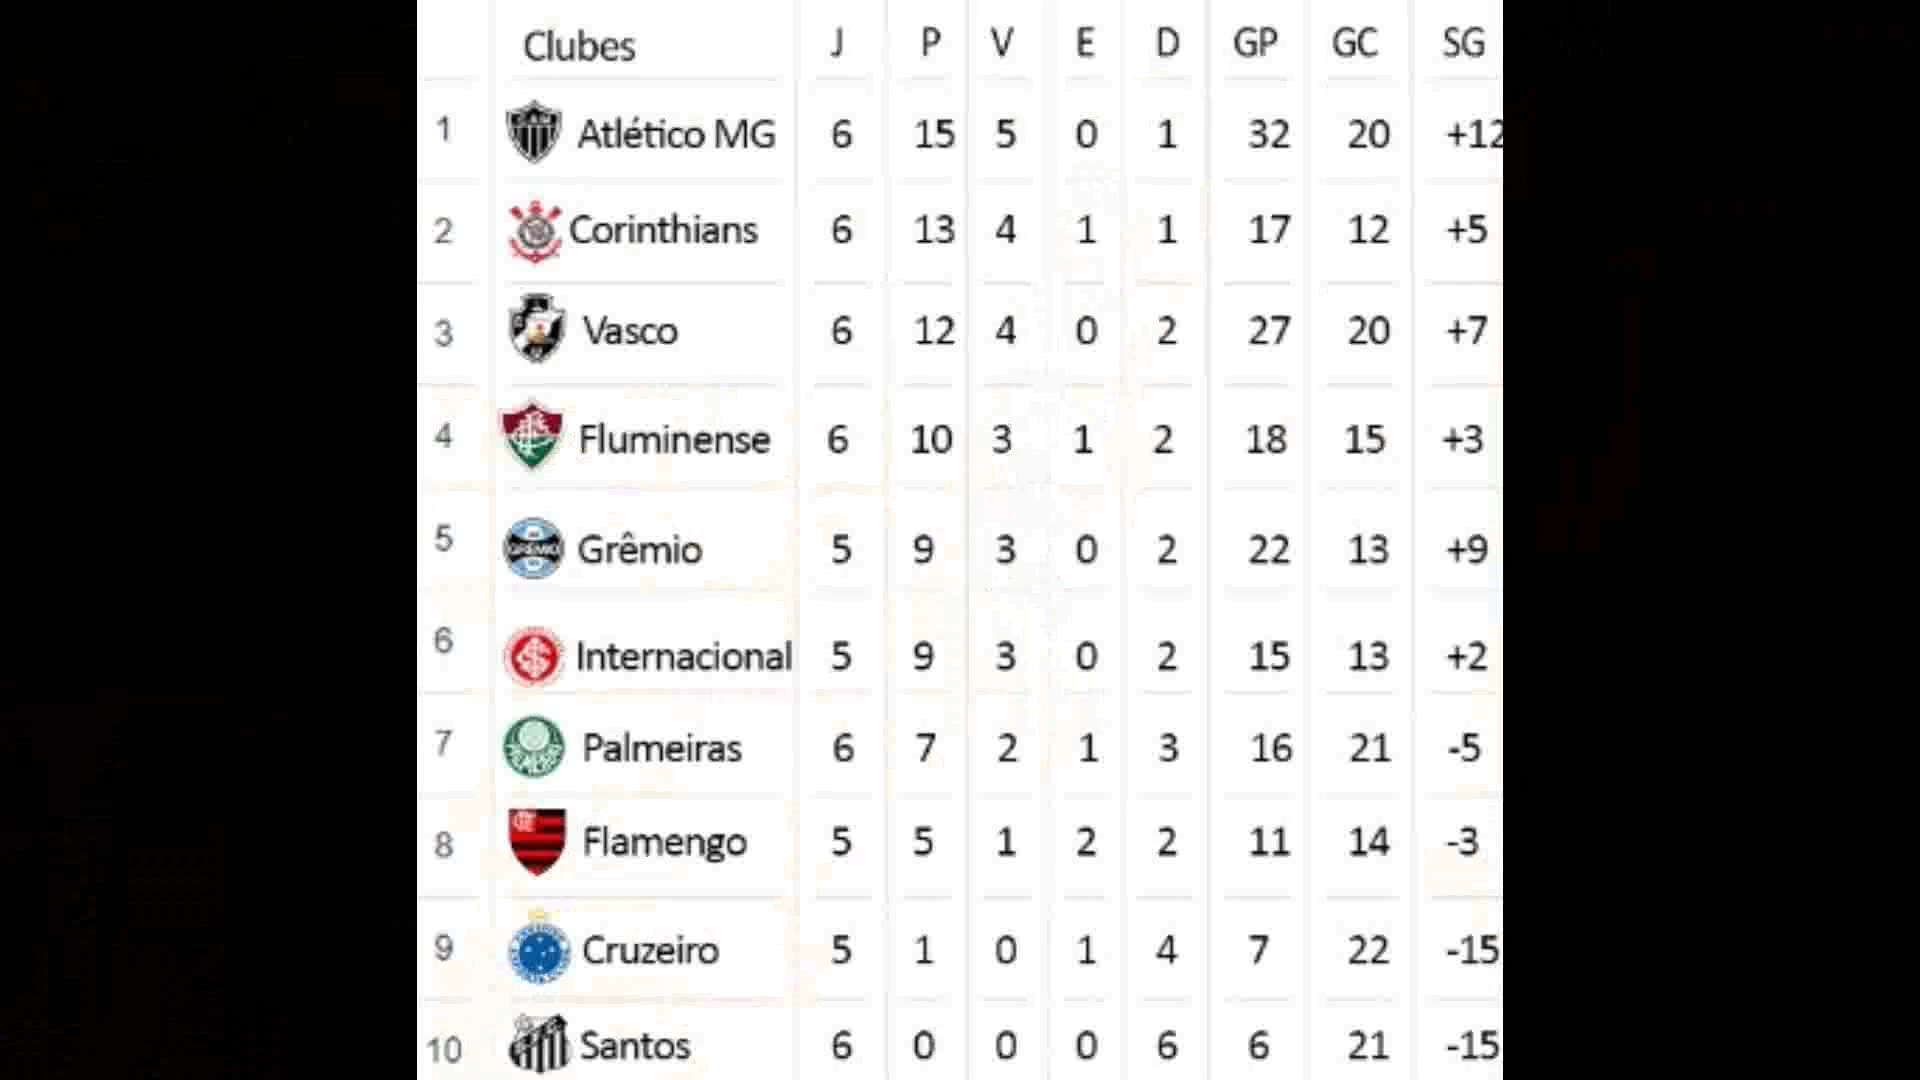 Clubes J P V E D GP GC SG
1 Atlético MG 6 15 5 0 1 32 20 +12
2 Corinthians 6 13 4 1 1 17 12 +5
3 Vasco 6 12 4 0 2 27 20 +7
4 Fluminense 6 10 3 1 2 18 15 +3
5 GRÊMIO Grêmio 5 9 3 0 2 22 13 +9
6 Internacional 5 9 3 0 2 15 13 +2
7 Palmeiras 6 7 2 1 3 16 21 -5
8 Flamengo 5 5 1 2 2 11 14 -3
9 Cruzeiro 5 1 0 1 4 7 22 -15
10 Santos 6 0 0 0 6 6 21 -15